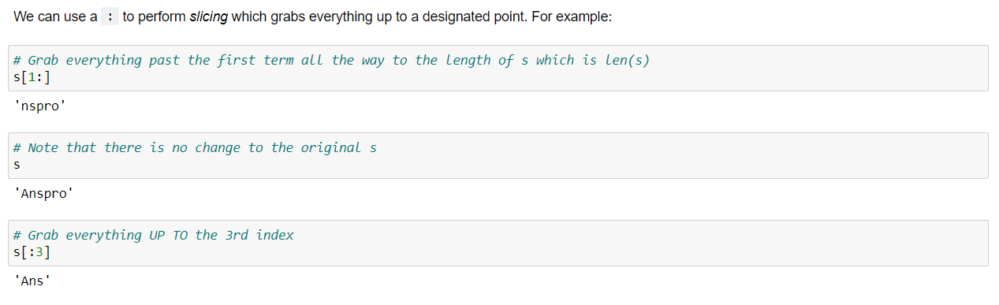 We can use a : to perform slicing which grabs everything up to a designated point. For example:
# Grab everything past the first term all the way to the length of s which is len(s)
s[1:]
'nspro'
# Note that there is no change to the original s
s
'Anspro'
# Grab everything UP TO the 3rd index
s[:3]
'Ans'